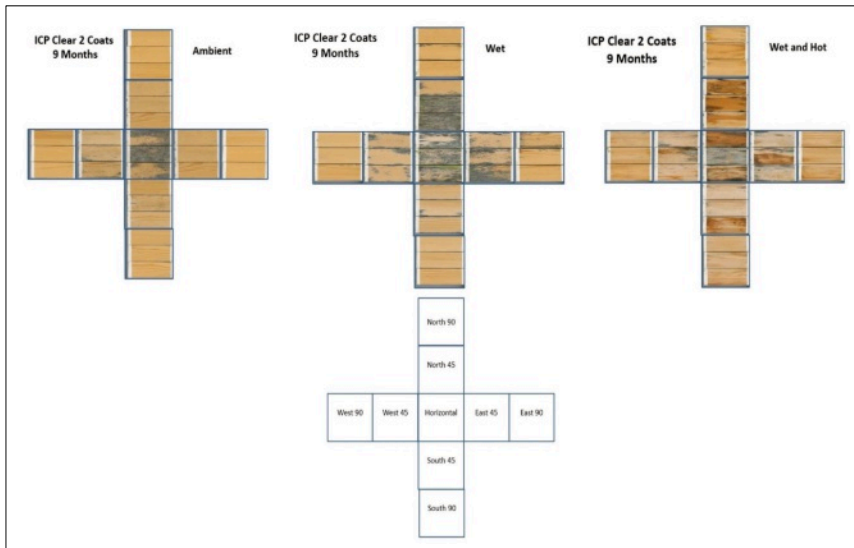 ICP Clear 2 Coats
9 Months
Ambient
ICP Clear 2 Coats
9 Months
Wet
ICP Clear 2 Coats
9 Months
Wet and Hot
North 90
North 45
West 90
West 45
Horizontal
East 45
East 90
South 45
South 90